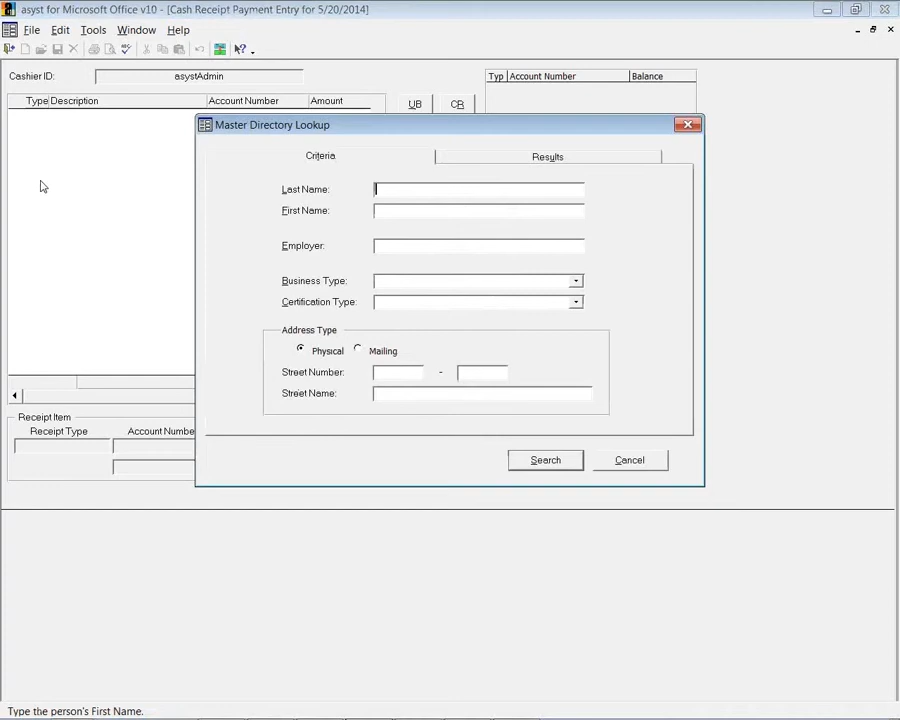 asyst for Microsoft Office v10 - [Cash Receipt Payment Entry for 5/20/2014]
File Edit Tools Window Help
Cashier ID: asystAdmin
Typ Account Number Balance
Type Description Account Number Amount
UB CR
Master Directory Lookup
Criteria Results
Last Name:
First Name:
Employer:
Business Type:
Certification Type:
Address Type
Physical Mailing
Street Number: -
Street Name:
Receipt Item
Receipt Type Account Numbe
Search Cancel
Type the person's First Name.